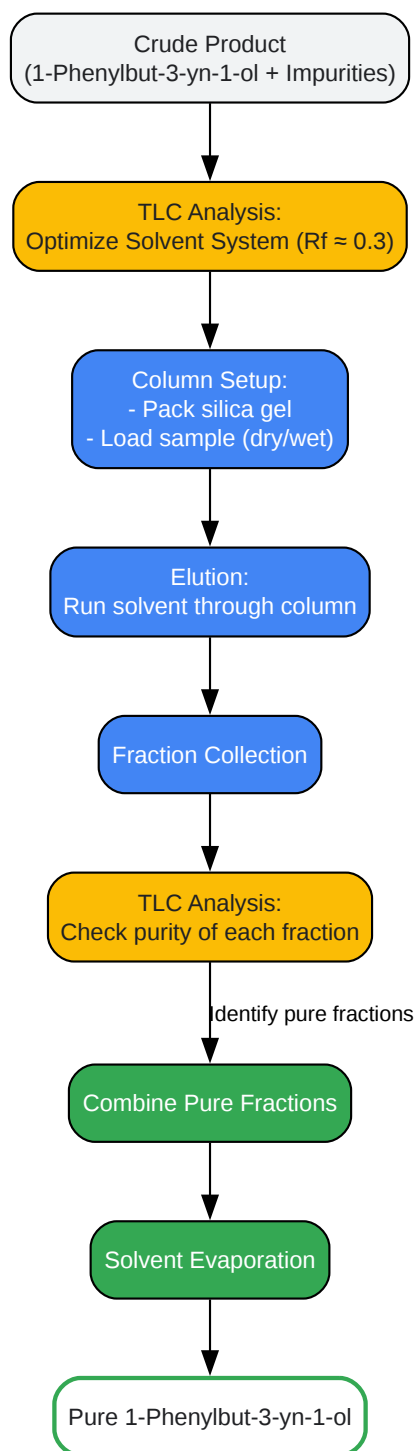 Crude Product
(1-Phenylbut-3-yn-1-ol + Impurities)
TLC Analysis:
Optimize Solvent System (Rf ≈ 0.3)
Column Setup:
- Pack silica gel
- Load sample (dry/wet)
Elution:
Run solvent through column
Fraction Collection
TLC Analysis:
Check purity of each fraction
Identify pure fractions
Combine Pure Fractions
Solvent Evaporation
Pure 1-Phenylbut-3-yn-1-ol